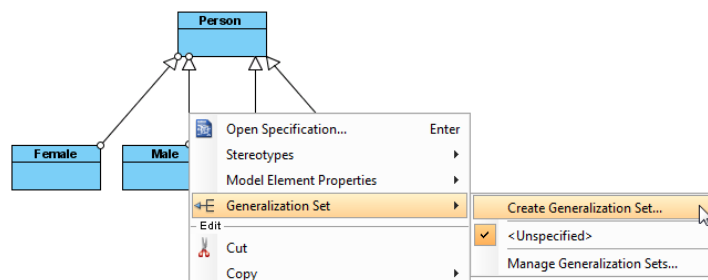 Person
Female
Male
Open Specification... Enter
Stereotypes
Model Element Properties
Generalization Set
Edit
Cut
Copy
Create Generalization Set...
<Unspecified>
Manage Generalization Sets...